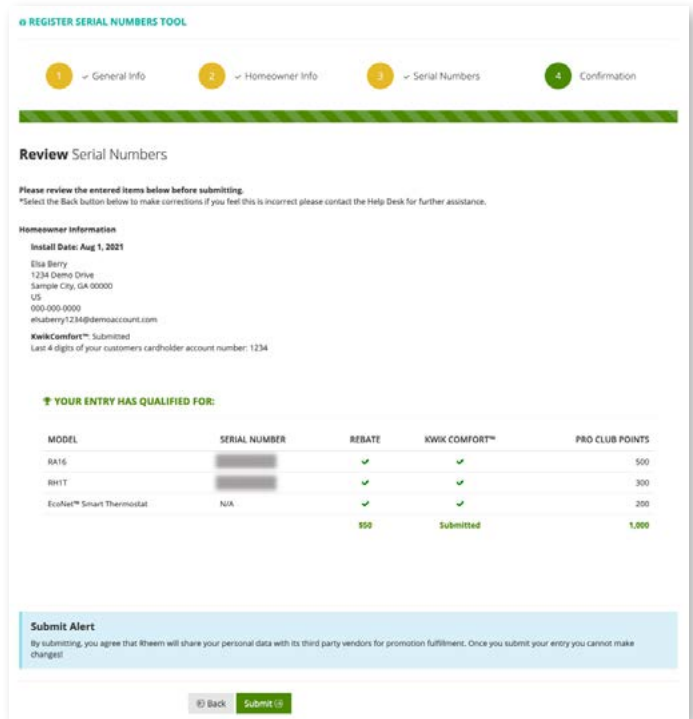 REGISTER SERIAL NUMBERS TOOL
1 General Info 2 Homeowner Info 3 Serial Numbers 4 Confirmation
Review Serial Numbers
Please review the entered items below before submitting.
*Select the Back button below to make corrections if you feel this is incorrect please contact the Help Desk for further assistance.
Homeowner Information
Install Date: Aug 1, 2021
Elsa Berry
1234 Demo Drive
Sample City, GA 00000
US
000-000-0000
elsaberry1234@demoaccount.com
KwikComfort™: Submitted
Last 4 digits of your customers cardholder account number: 1234
YOUR ENTRY HAS QUALIFIED FOR:
MODEL SERIAL NUMBER REBATE KWIK COMFORT™ PRO CLUB POINTS
RA16 500
RH1T 300
EcoNet™ Smart Thermostat N/A 200
$50 Submitted 1,000
Submit Alert
By submitting, you agree that Rheem will share your personal data with its third party vendors for promotion fulfillment. Once you submit your entry you cannot make
changes!
Back Submit